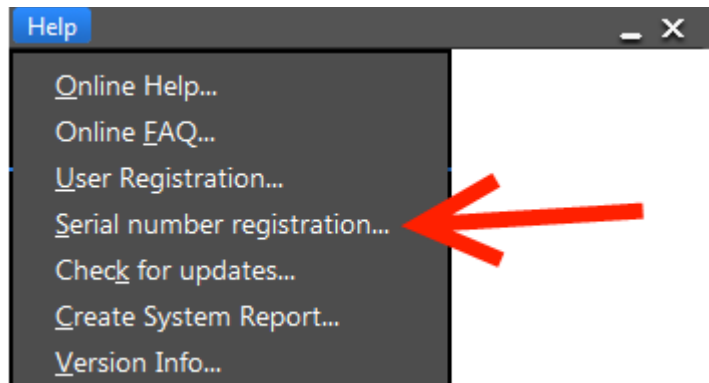 Help
Online Help...
Online FAQ...
User Registration...
Serial number registration...
Check for updates...
Create System Report...
Version Info...